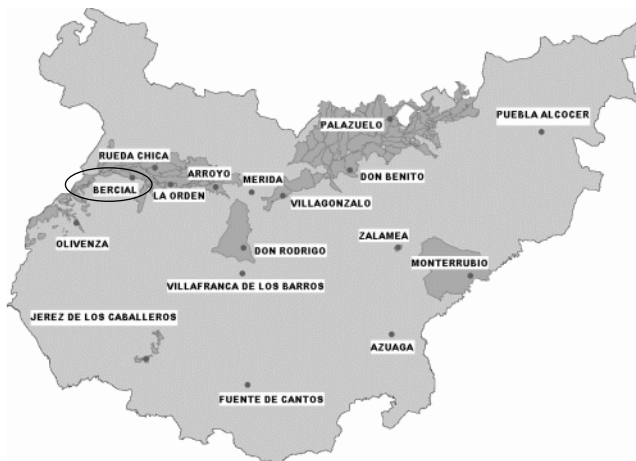 PUEBLA ALCOCER
PALAZUELO
RUEDA CHICA
ARROYO
MERIDA
DON BENITO
BERCIAL
LA ORDEN
VILLAGONZALO
OLIVENZA
ZALAMEA
DON RODRIGO
MONTERRUBIO
VILLAFRANCA DE LOS BARROS
JEREZ DE LOS CABALLEROS
AZUAGA
FUENTE DE CANTOS